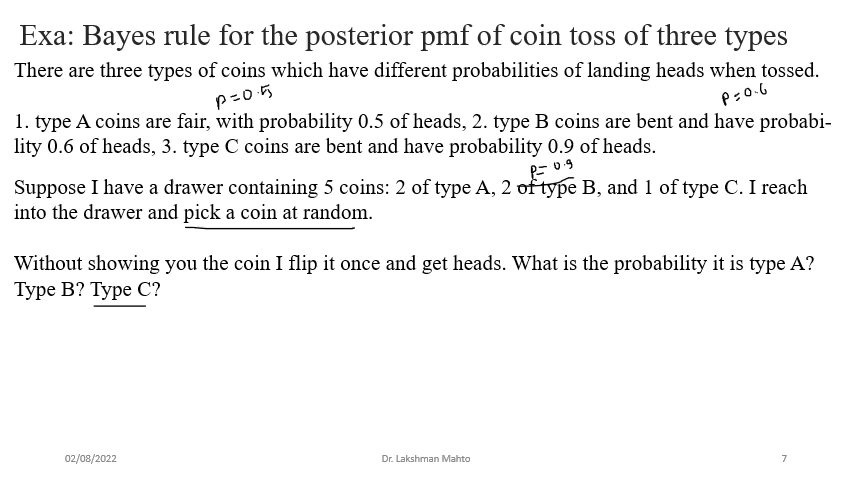 Exa: Bayes rule for the posterior pmf of coin toss of three types
There are three types of coins which have different probabilities of landing heads when tossed.
p=0.5
p=0.6
1. type A coins are fair, with probability 0.5 of heads, 2. type B coins are bent and have probabi-
lity 0.6 of heads, 3. type C coins are bent and have probability 0.9 of heads.
p=0.9
Suppose I have a drawer containing 5 coins: 2 of type A, 2 of type B, and 1 of type C. I reach
into the drawer and pick a coin at random.
Without showing you the coin I flip it once and get heads. What is the probability it is type A?
Type B? Type C?
02/08/2022
Dr. Lakshman Mahto
7